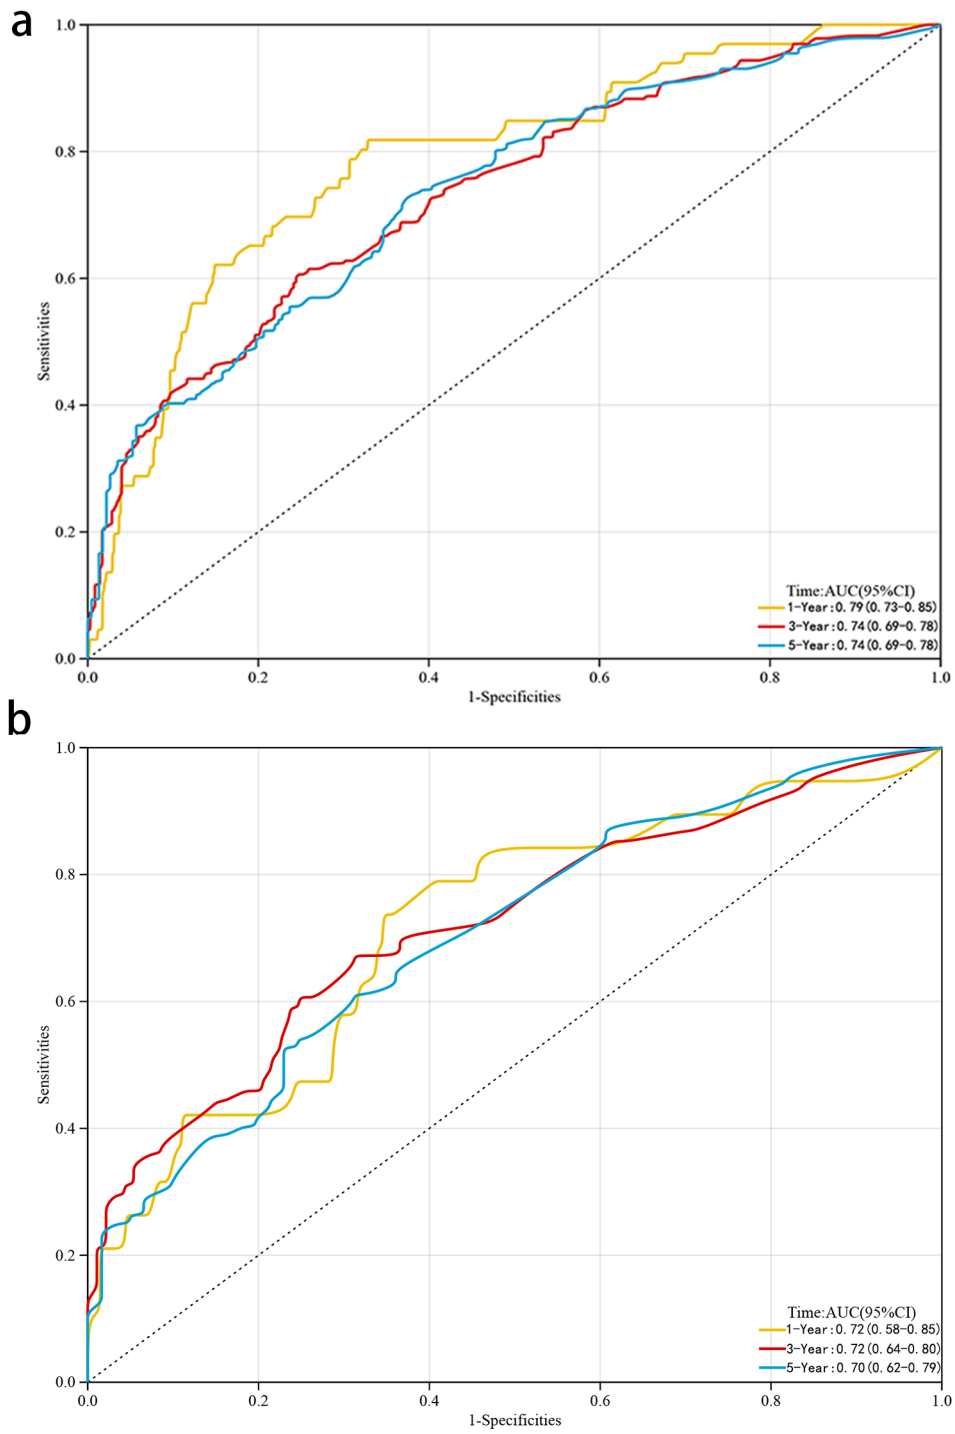 a
1.0
0.8
0.6
0.4
0.2
0.0
Sensitivities
Time:AUC(95%CI)
1-Year:0.79(0.73-0.85)
3-Year:0.74(0.69-0.78)
5-Year:0.74(0.69-0.78)
0.0 0.2 0.4 0.6 0.8 1.0
1-Specificities
b
1.0
0.8
0.6
0.4
0.2
0.0
Sensitivities
Time:AUC(95%CI)
1-Year:0.72(0.58-0.85)
3-Year:0.72(0.64-0.80)
5-Year:0.70(0.62-0.79)
0.0 0.2 0.4 0.6 0.8 1.0
1-Specificities